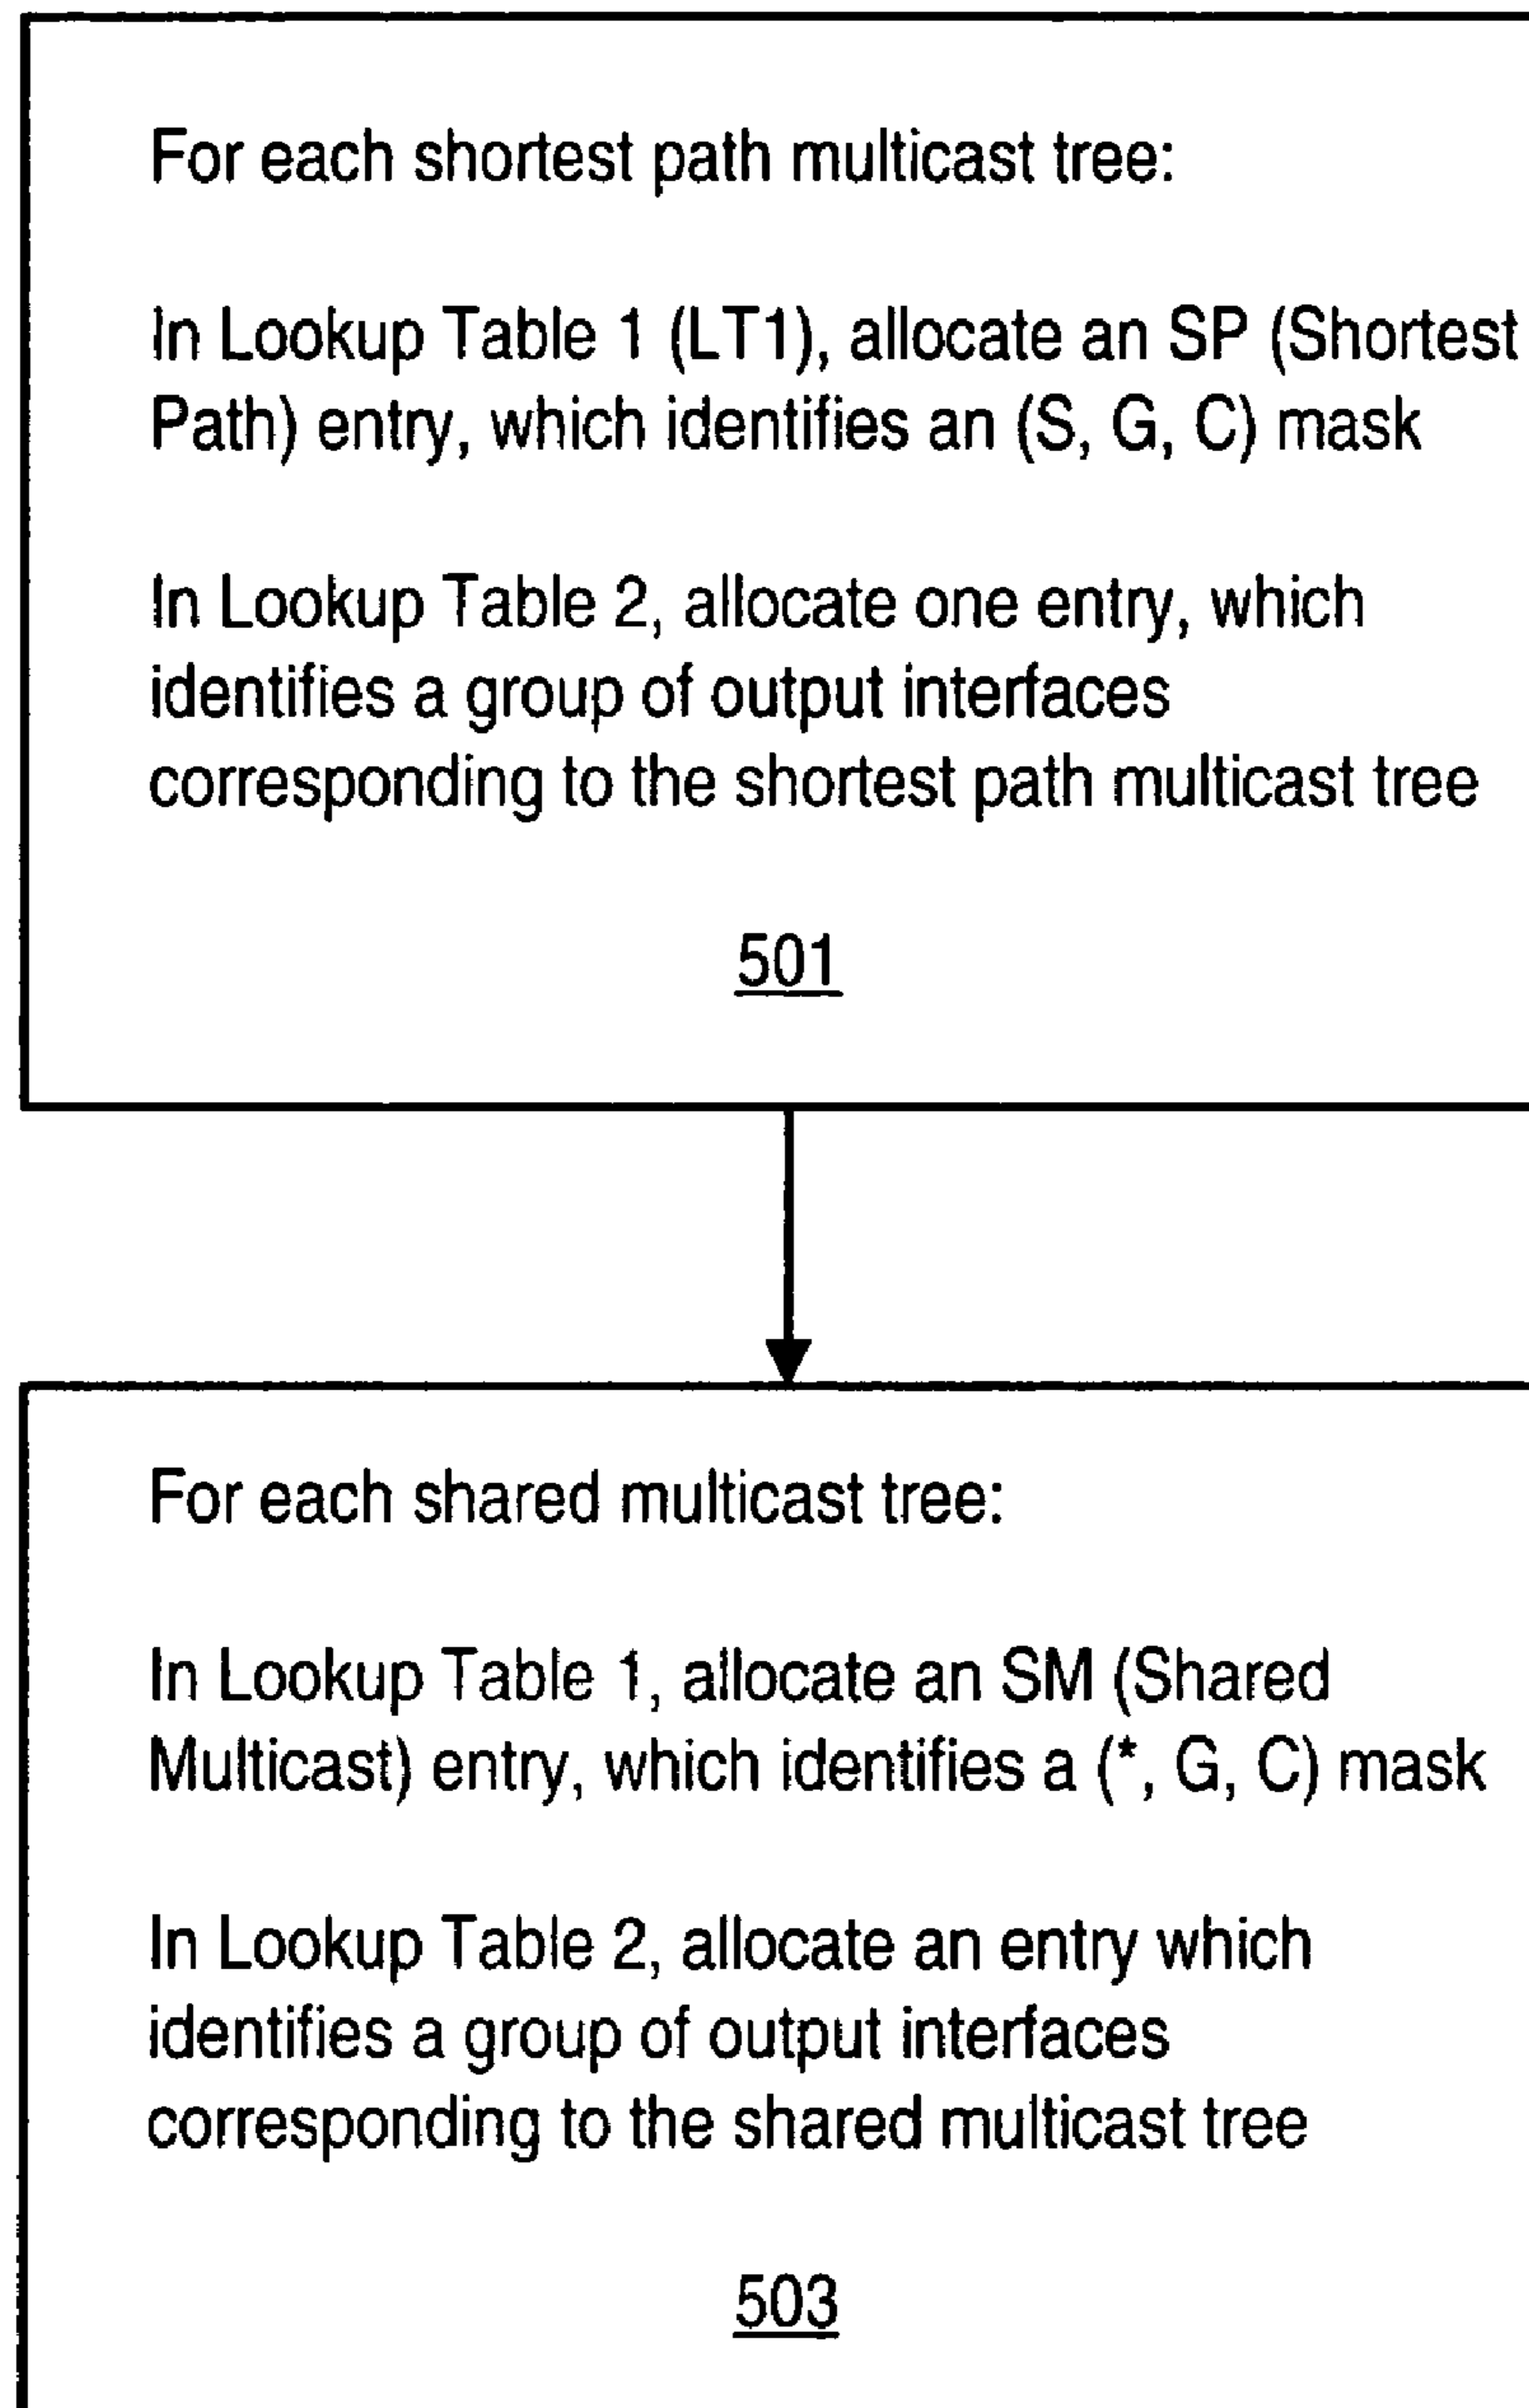 For each shortest path multicast tree:
In Lookup Table 1 (LT1), allocate an SP (Shortest
Path) entry, which identifies an (S, G, C) mask
In Lookup Table 2, allocate one entry, which
identifies a group of output interfaces
corresponding to the shortest path multicast tree
501
For each shared multicast tree:
In Lookup Table 1, allocate an SM (Shared
Multicast) entry, which identifies a (*, G, C) mask
In Lookup Table 2, allocate an entry which
identifies a group of output interfaces
corresponding to the shared multicast tree
503